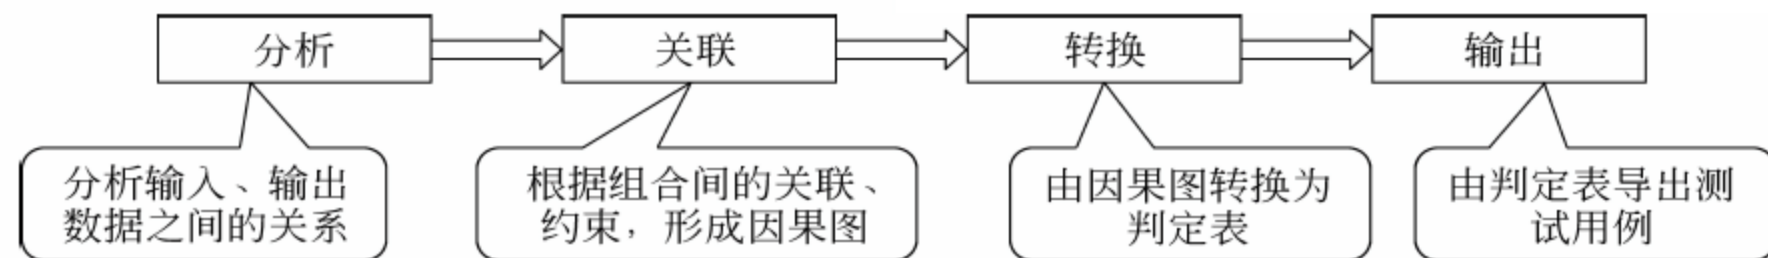 分析
关联
转换
输出
分析输入、输出
数据之间的关系
根据组合间的关联、
约束，形成因果图
由因果图转换为
判定表
由判定表导出测
试用例